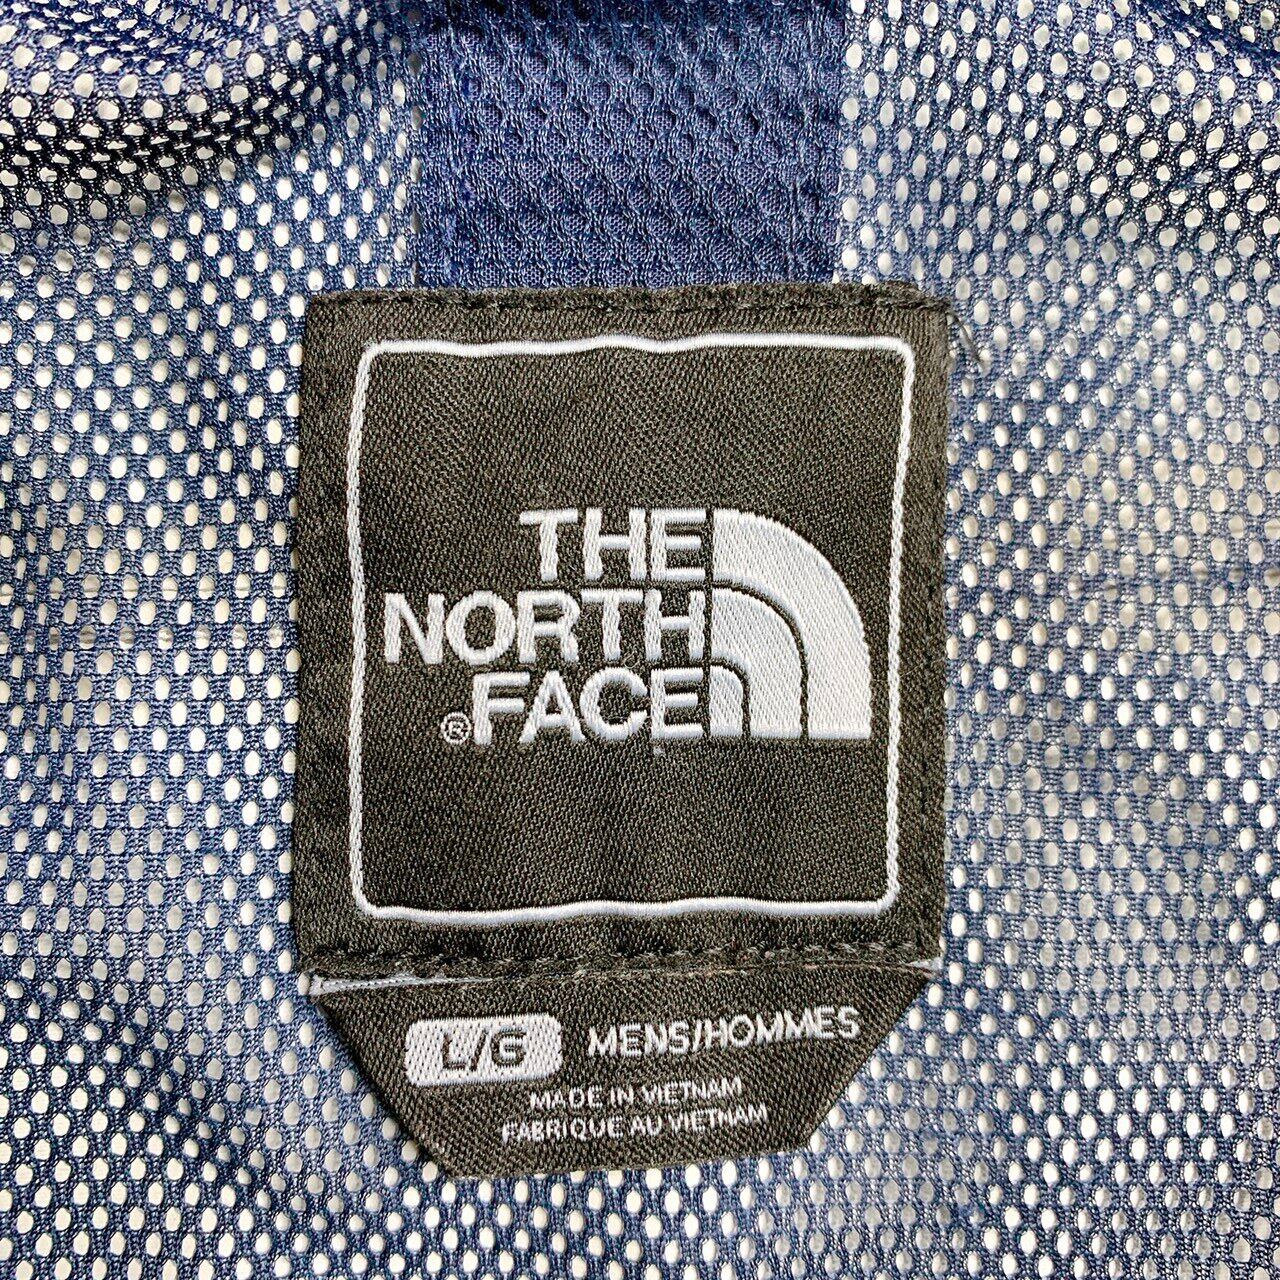 THE
NORTH
®FACE
L/G MENS/HOMMES
MADE IN VIETNAM
FABRIQUE AU VIETNAM